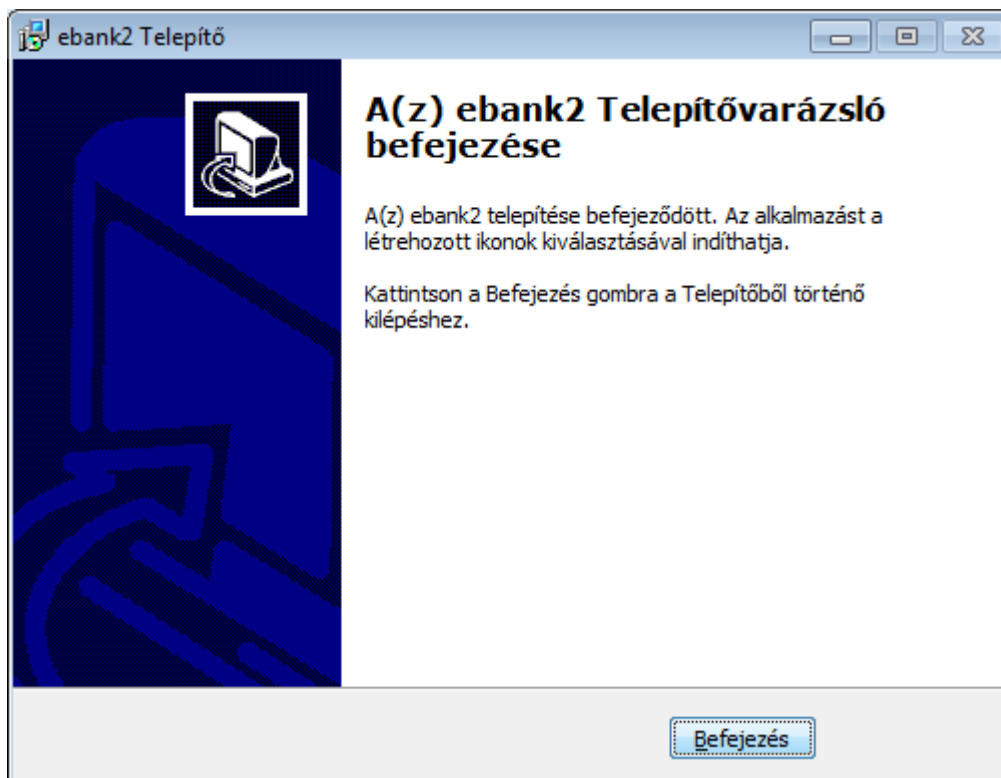 ebank2 Telepítő
A(z) ebank2 Telepítővarázsló
befejezése
A(z) ebank2 telepítése befejeződött. Az alkalmazást a
létrehozott ikonok kiválasztásával indíthatja.
Kattintson a Befejezés gombra a Telepítőből történő
kilépéshez.
Befejezés